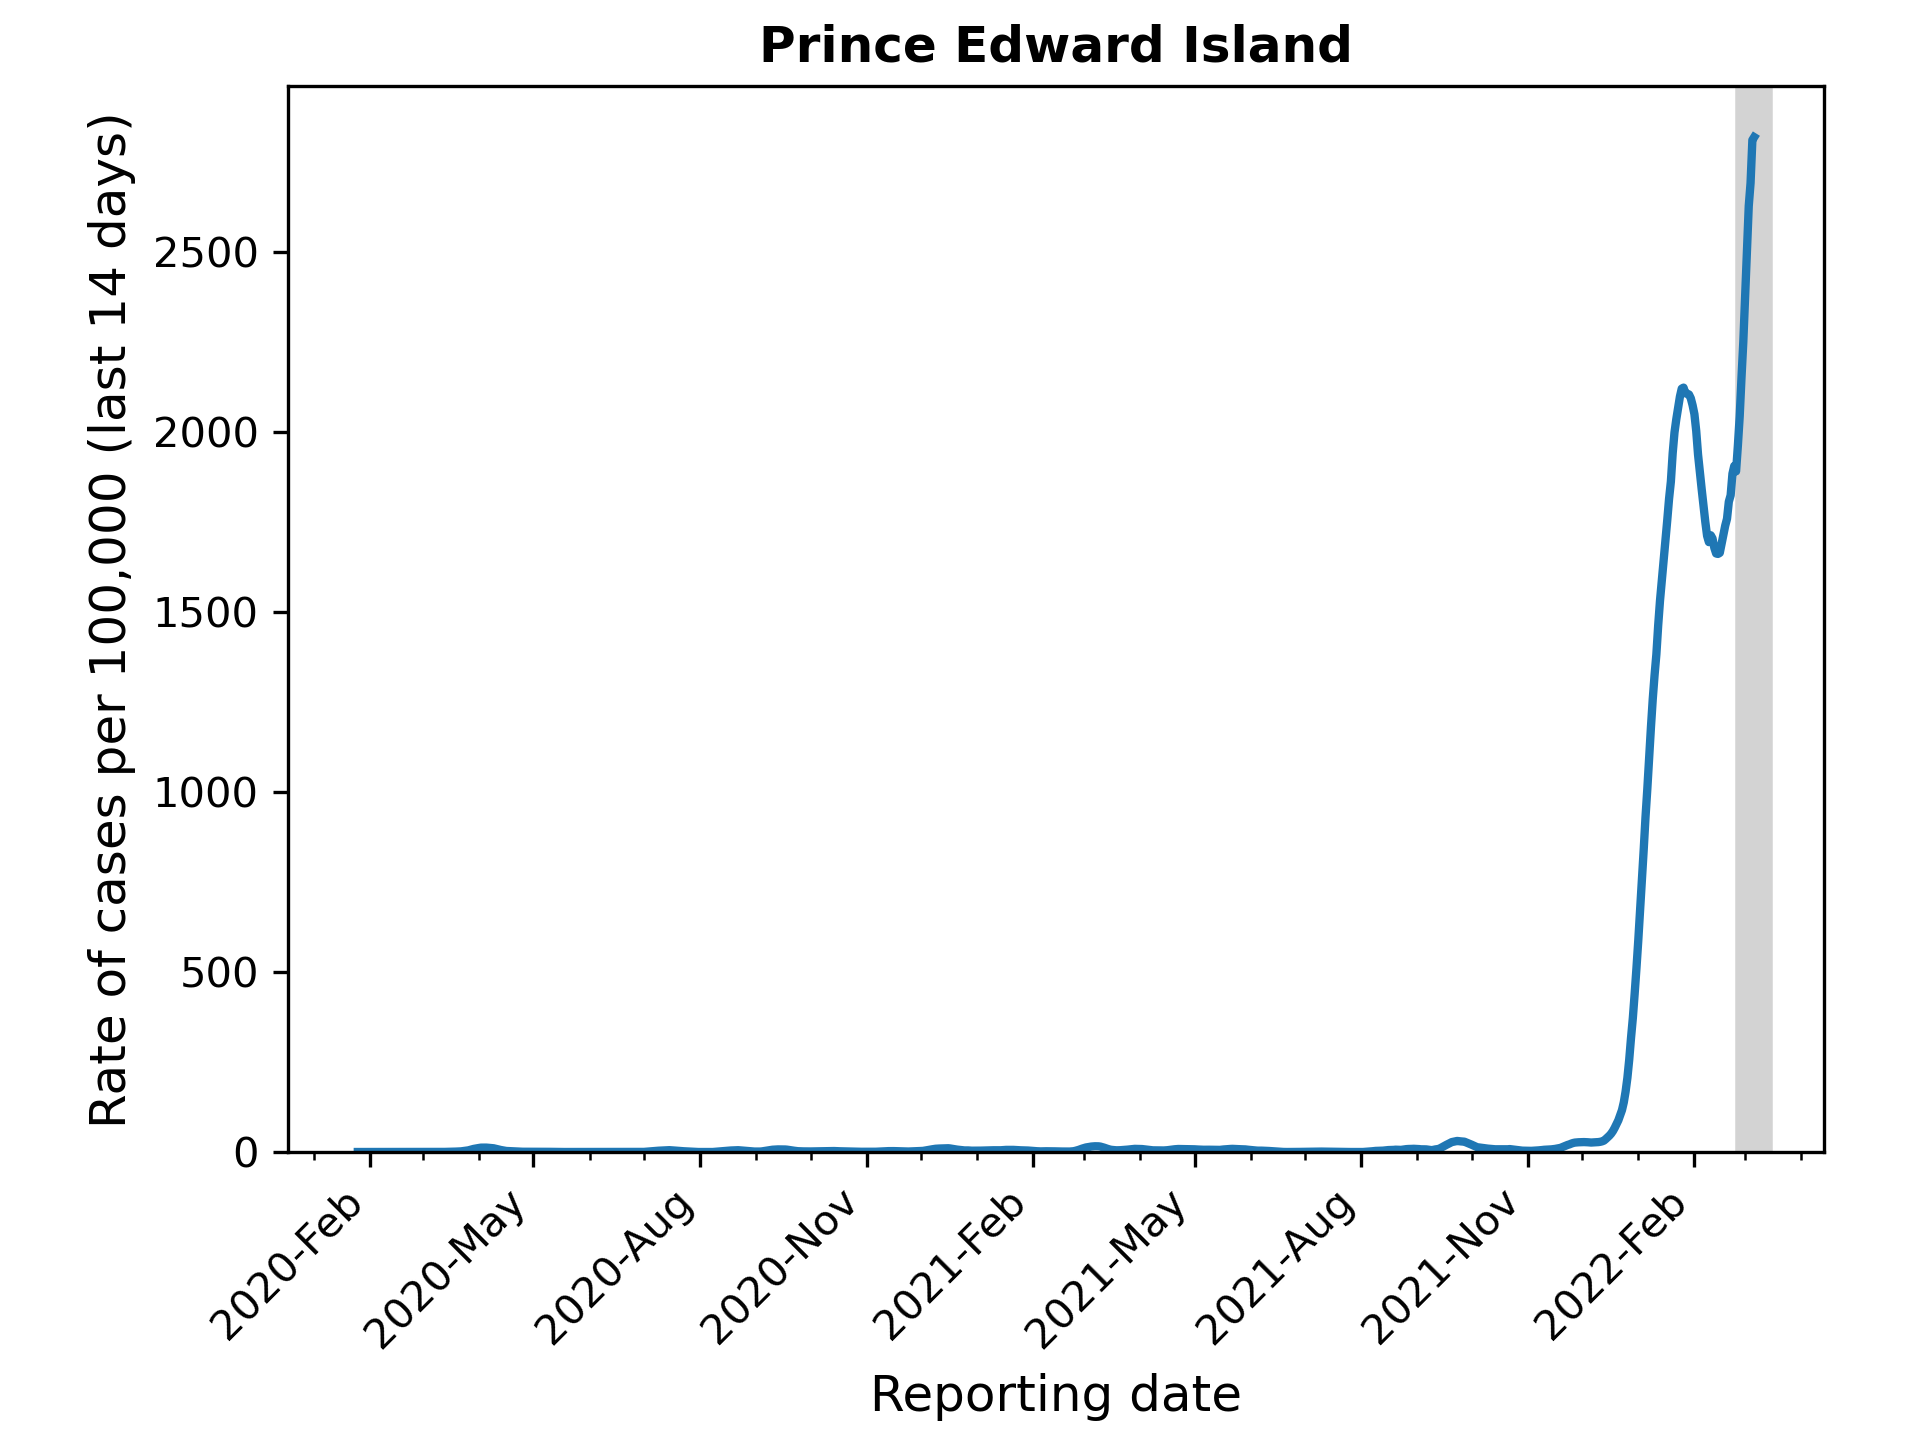 Prince Edward Island
Rate of cases per 100,000 (last 14 days)
2500
2000
1500
1000
500
0
2020-Feb
2020-May
2020-Aug
2020-Nov
2021-Feb
2021-May
2021-Aug
2021-Nov
2022-Feb
Reporting date